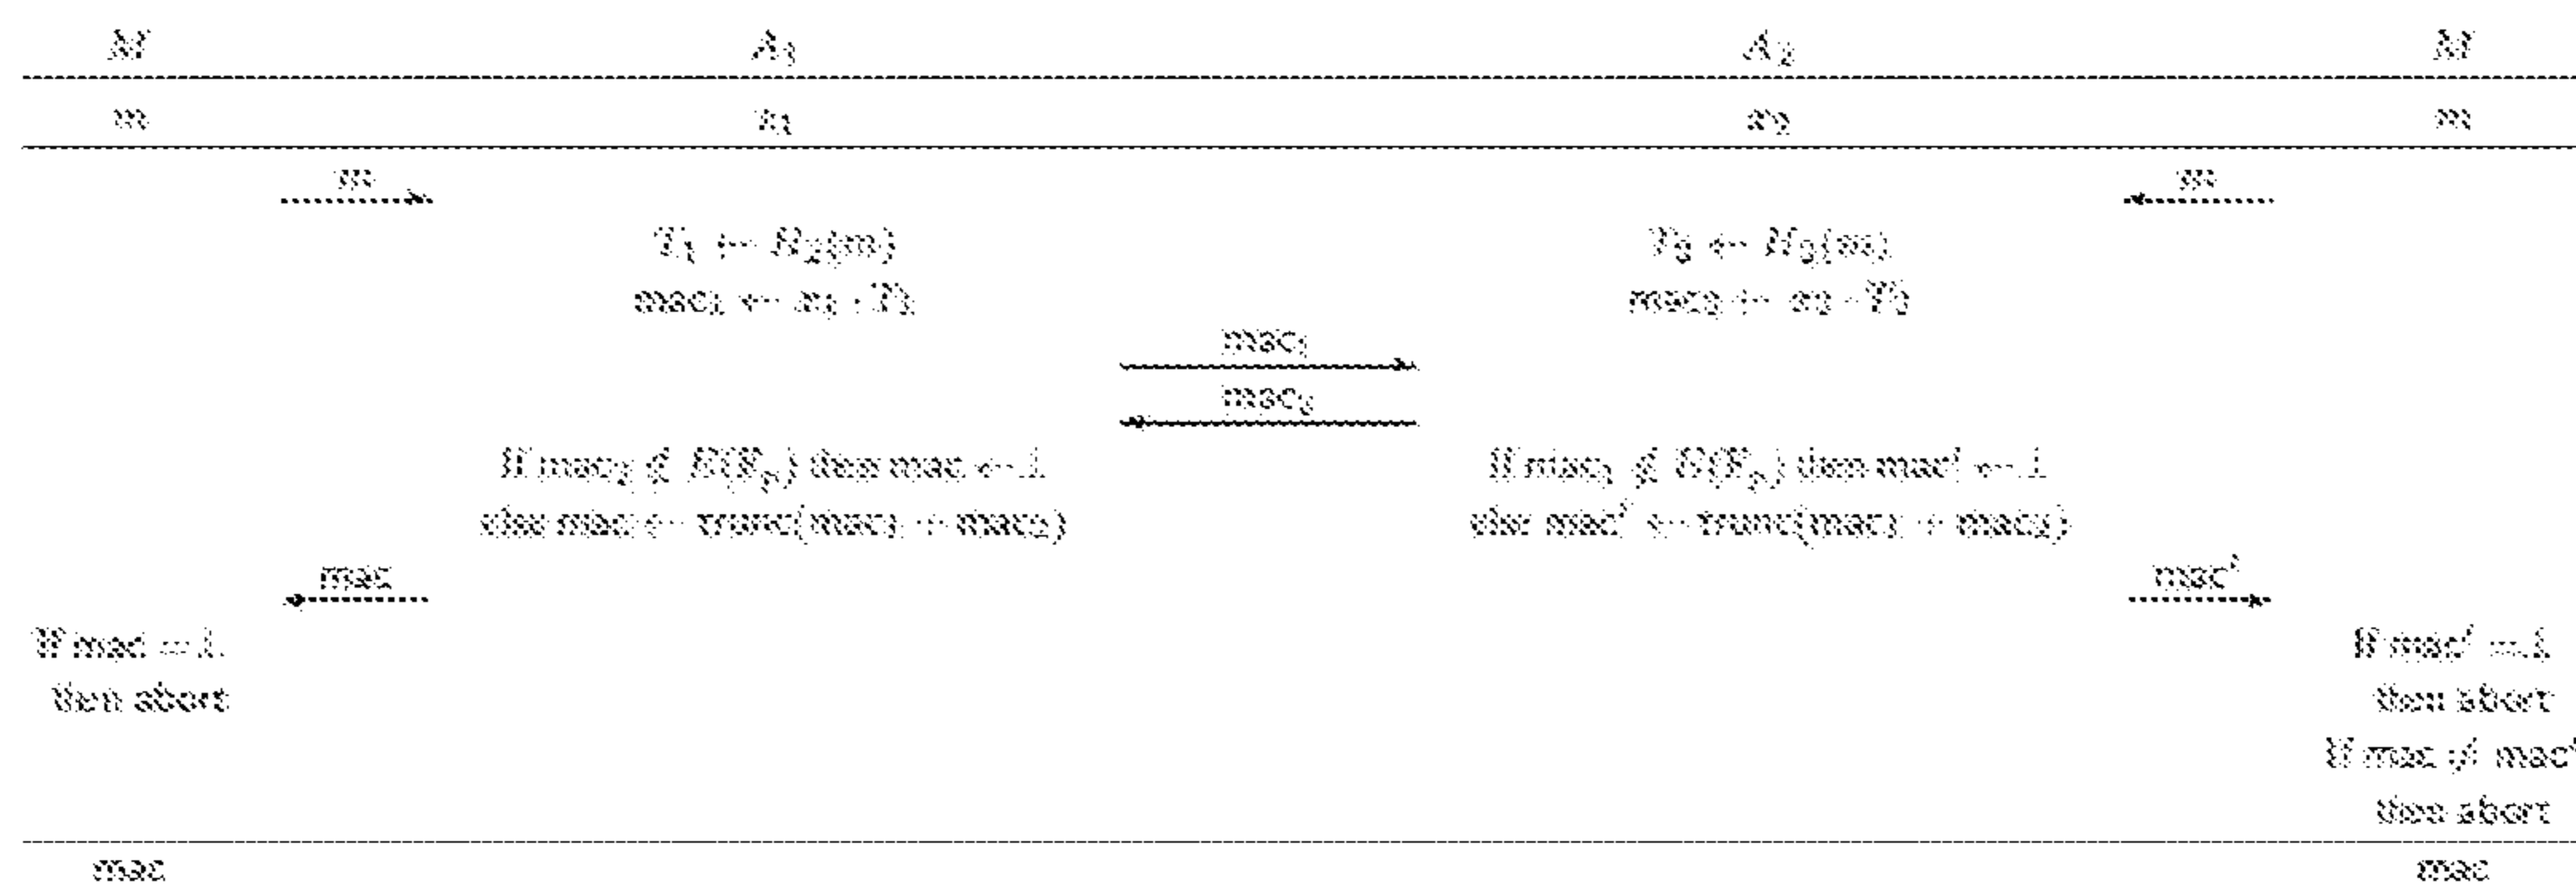 M A₁ A₂ M
m x₁ x₂ m
m m
T₁ ← H₂(m) T₂ ← H₂(m)
mac₁ ← x₁ · T₁ mac₂ ← x₂ · T₂
mac₁
mac₂
If mac₂ ∉ E(𝔽ₚ) then mac ← ⊥ If mac₁ ∉ E(𝔽ₚ) then mac′ ← ⊥
else mac ← trunc(mac₁ + mac₂) else mac′ ← trunc(mac₁ + mac₂)
mac mac′
If mac = ⊥ If mac′ = ⊥
then abort then abort
If mac ≠ mac′
then abort
mac mac